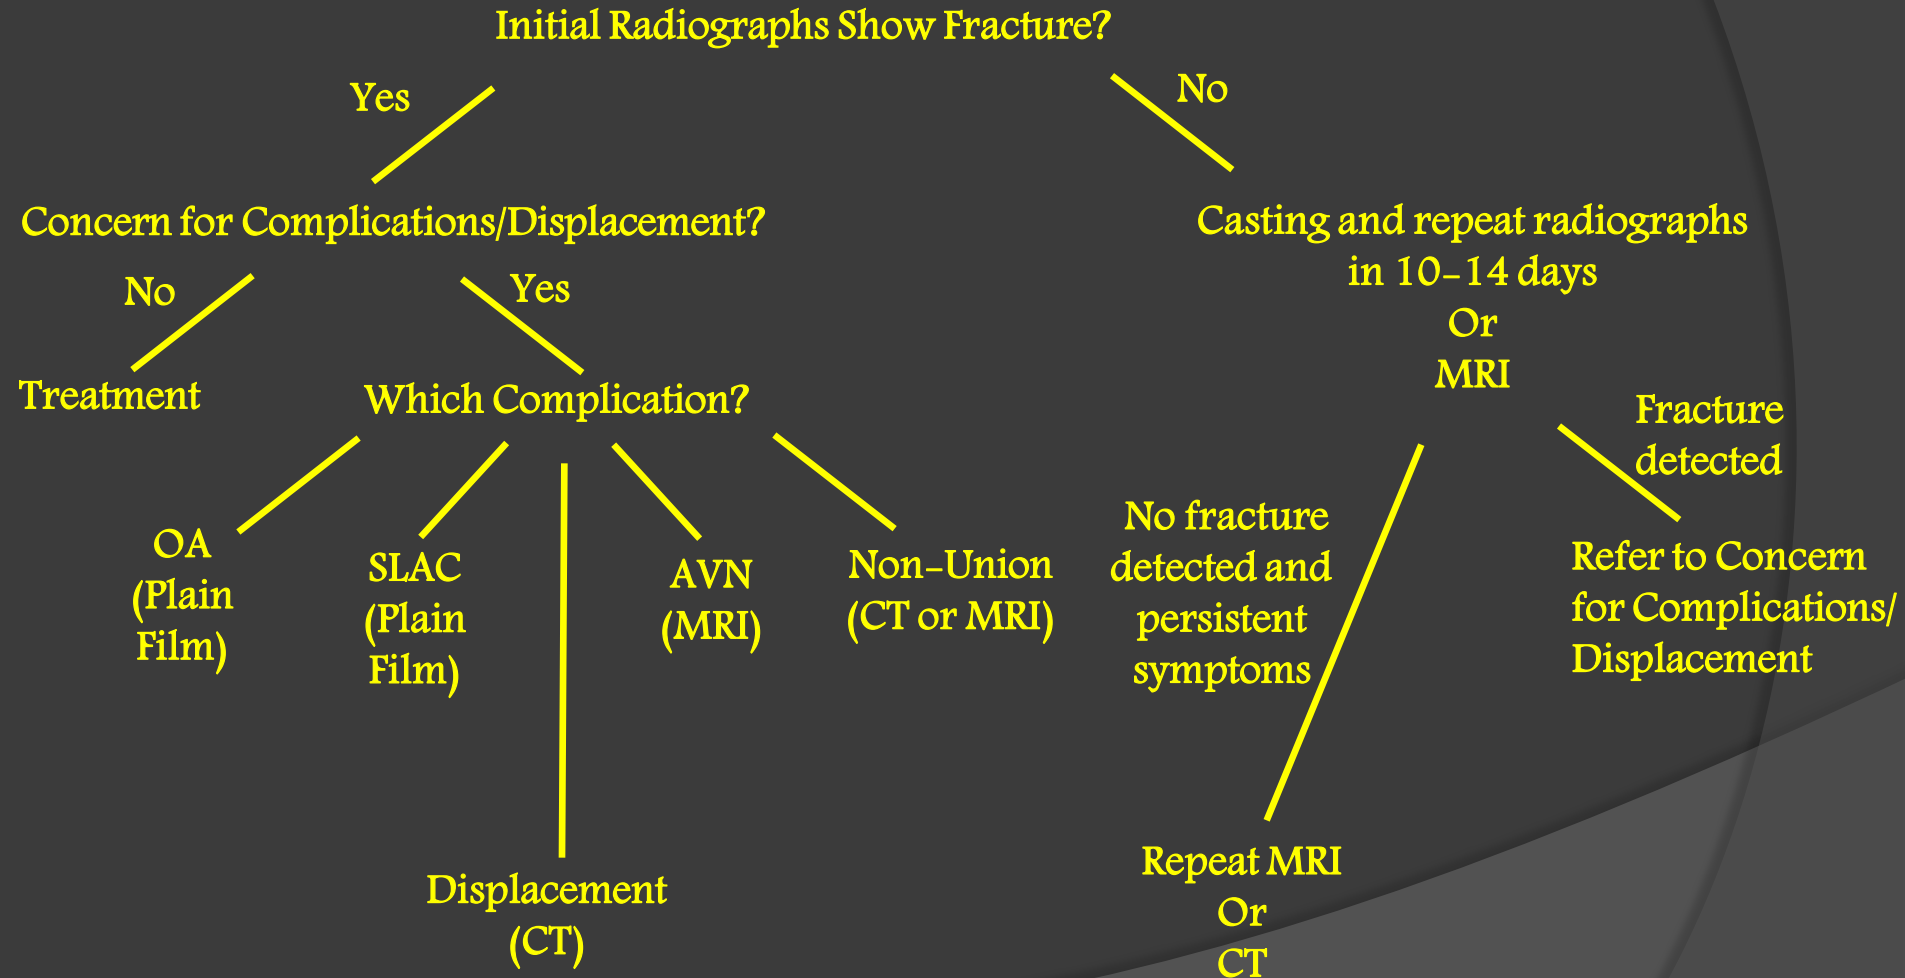 Initial Radiographs Show Fracture?
Yes
No
Concern for Complications/Displacement?
No
Yes
Treatment
Which Complication?
OA
(Plain
Film)
SLAC
(Plain
Film)
Displacement
(CT)
AVN
(MRI)
Non-Union
(CT or MRI)
Casting and repeat radiographs
in 10-14 days
Or
MRI
No fracture
detected and
persistent
symptoms
Repeat MRI
Or
CT
Fracture
detected
Refer to Concern
for Complications/
Displacement